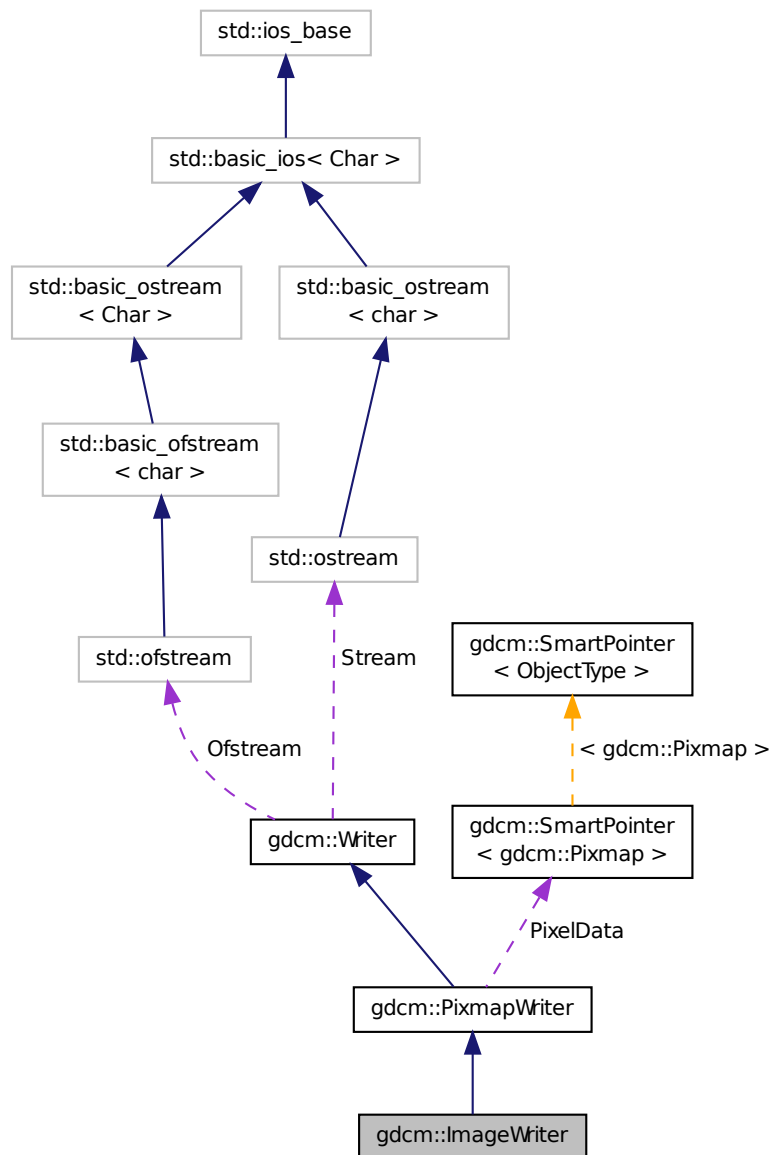 std::ios_base
std::basic_ios< Char >
std::basic_ostream
< Char >
std::basic_ostream
< char >
std::basic_ofstream
< char >
std::ostream
std::ofstream
Stream
gdcm::SmartPointer
< ObjectType >
Ofstream
< gdcm::Pixmap >
gdcm::Writer
gdcm::SmartPointer
< gdcm::Pixmap >
PixelData
gdcm::PixmapWriter
gdcm::ImageWriter